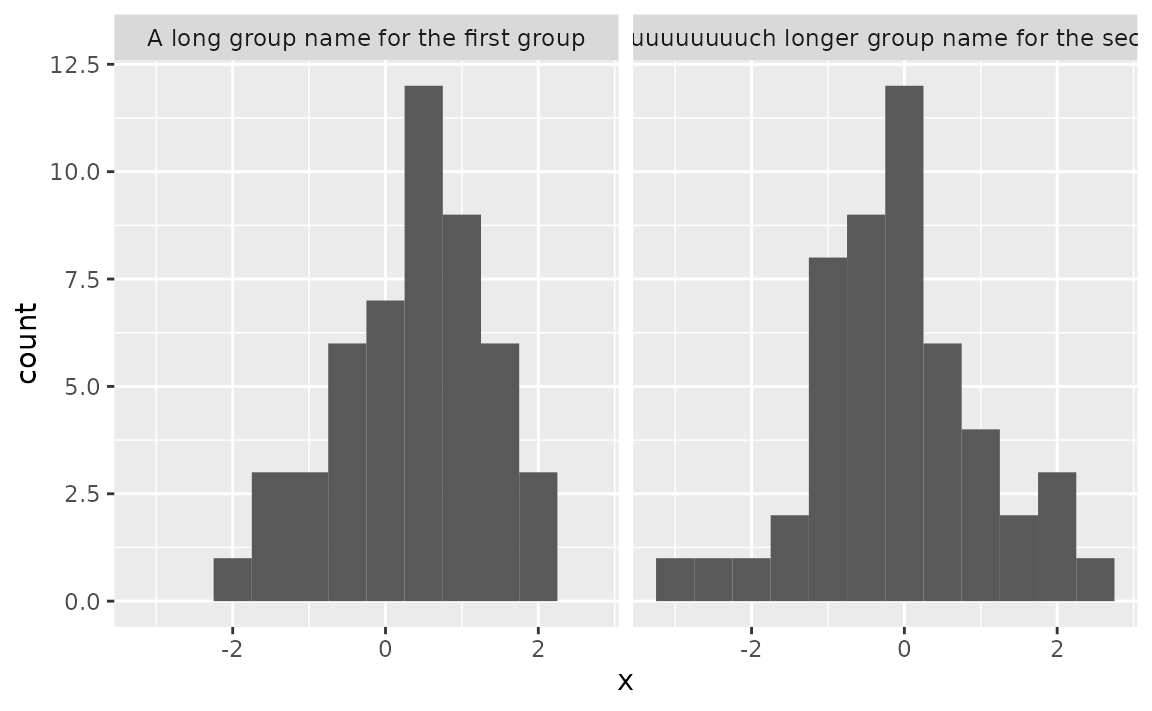 A long group name for the first group
uuuuuuuuch longer group name for the sec
12.5
10.0
7.5
5.0
2.5
0.0
count
-2 0 2
-2 0 2
x